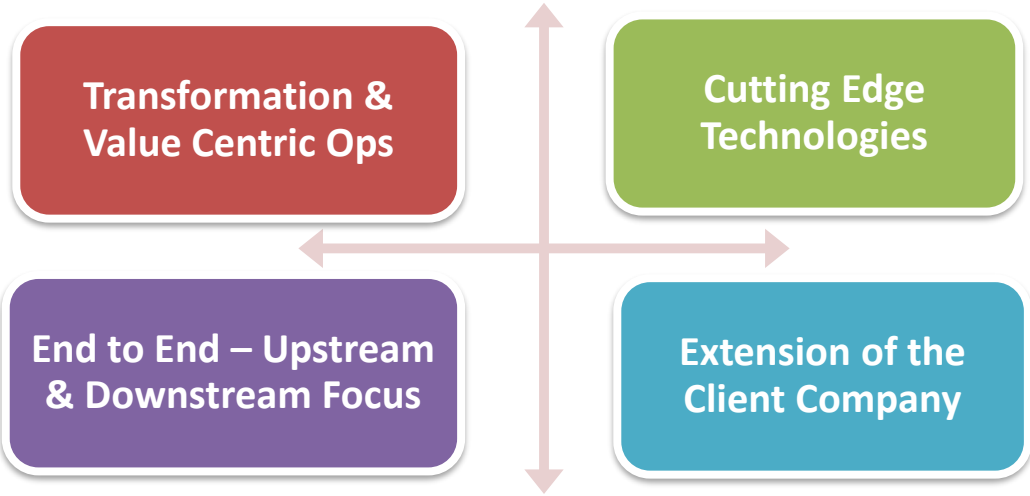 Transformation &
Value Centric Ops
Cutting Edge
Technologies
End to End – Upstream
& Downstream Focus
Extension of the
Client Company